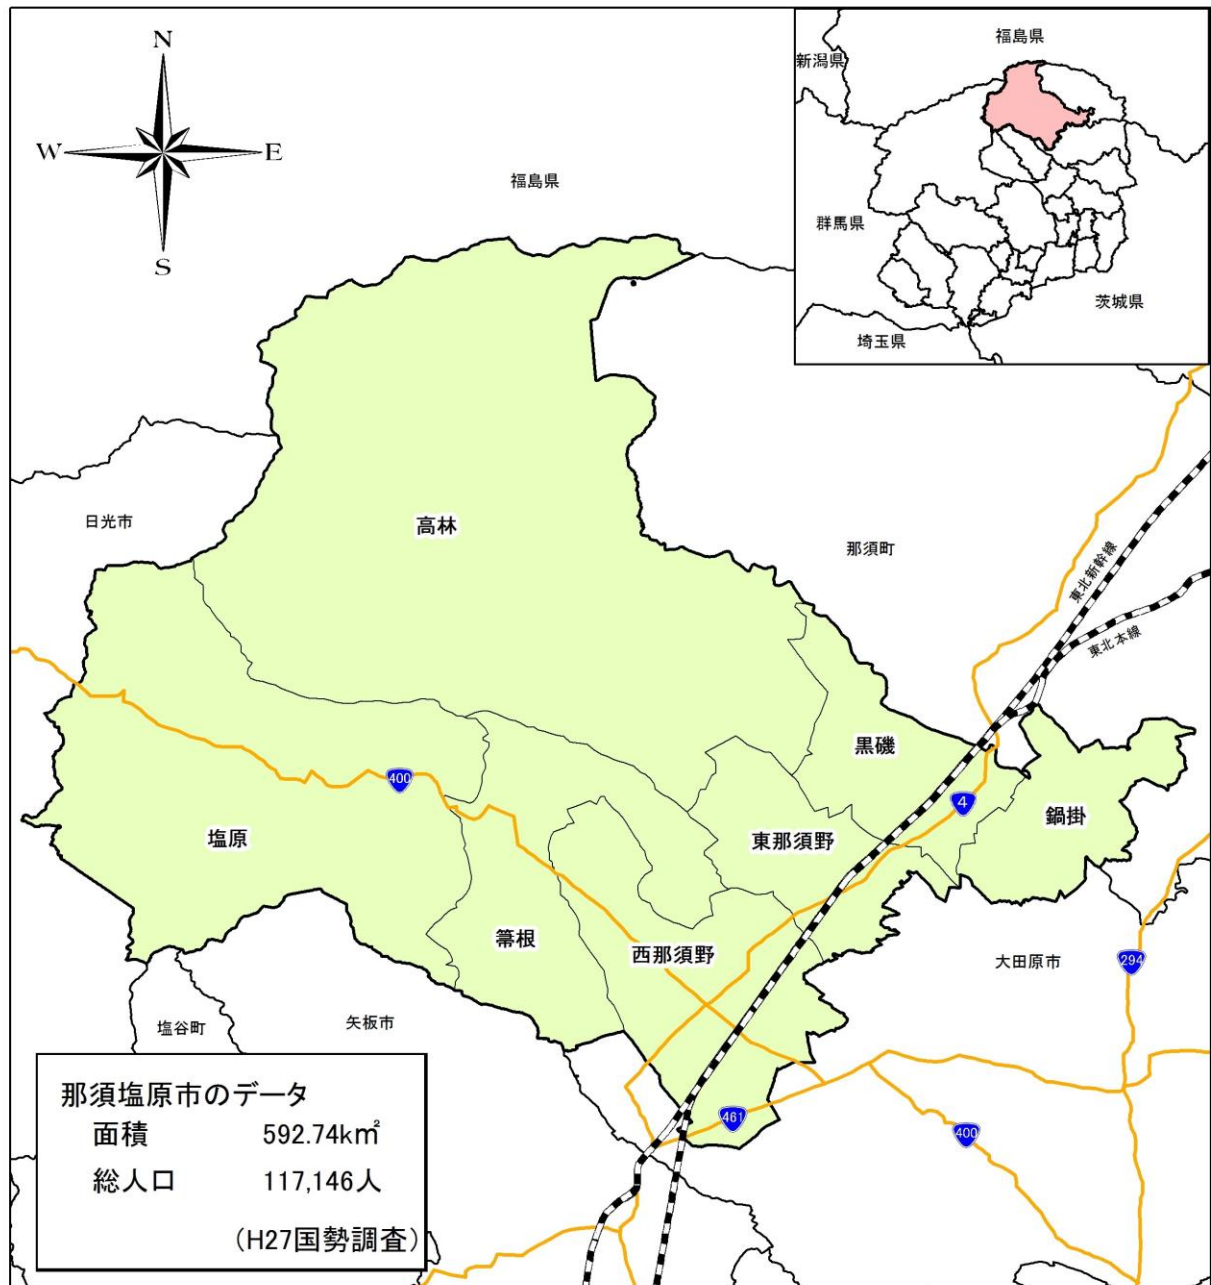 N
W
E
S
福島県
福島県
新潟県
群馬県
茨城県
埼玉県
日光市
高林
那須町
東北新幹線
東北本線
黒磯
400
4
塩原
東那須野
鍋掛
箒根
西那須野
大田原市
294
塩谷町
矢板市
461
400
那須塩原市のデータ
面積 592.74k㎡
総人口 117,146人
(H27国勢調査)